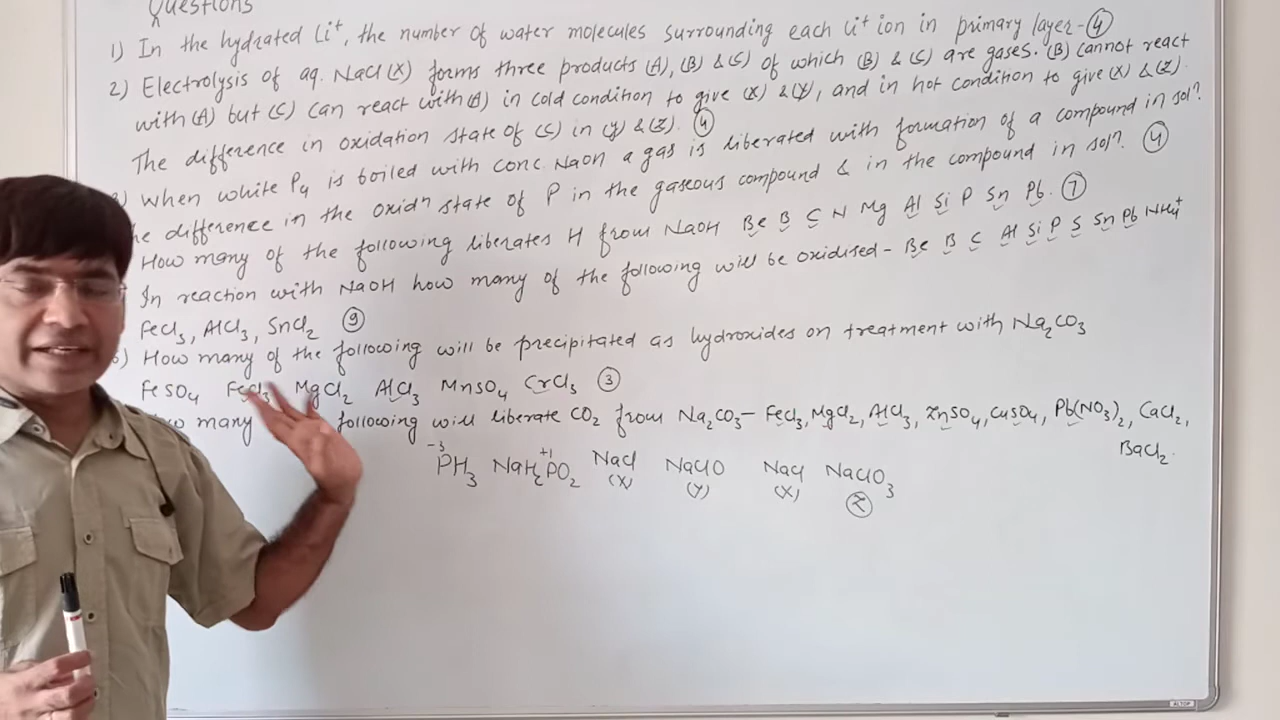 Questions
1) In the hydrated Li⁺, the number of water molecules surrounding each Li⁺ ion in primary layer - ④
2) Electrolysis of aq. NaCl (X) forms three products (A), (B) & (C) of which (B) & (C) are gases. (B) cannot react
with (A) but (C) can react with (A) in cold condition to give (X) & (Y), and in hot condition to give (X) & (Z).
The difference in oxidation state of (C) in (Y) & (Z). ④
) When white P₄ is boiled with conc. NaOH a gas is liberated with formation of a compound in solⁿ.
he difference in the oxidⁿ state of P in the gaseous compound & in the compound in solⁿ. ④
How many of the following liberates H from NaOH Be B C N Mg Al Si P Sn Pb. ⑦
In reaction with NaOH how many of the following will be oxidised - Be B C Al Si P S Sn Pb NH₄⁺
FeCl₃, AlCl₃, SnCl₂ ⑨
) How many of the following will be precipitated as hydroxides on treatment with Na₂CO₃
FeSO₄ FeCl₃ MgCl₂ AlCl₃ MnSO₄ CrCl₃ ③
ow many following will liberate CO₂ from Na₂CO₃ - FeCl₃, MgCl₂, AlCl₃, ZnSO₄, CuSO₄, Pb(NO₃)₂, CaCl₂,
BaCl₂.
-3 +1
PH₃ NaH₂PO₂ NaCl NaClO NaCl NaClO₃
(X) (Y) (X) Ⓩ
ALTOP